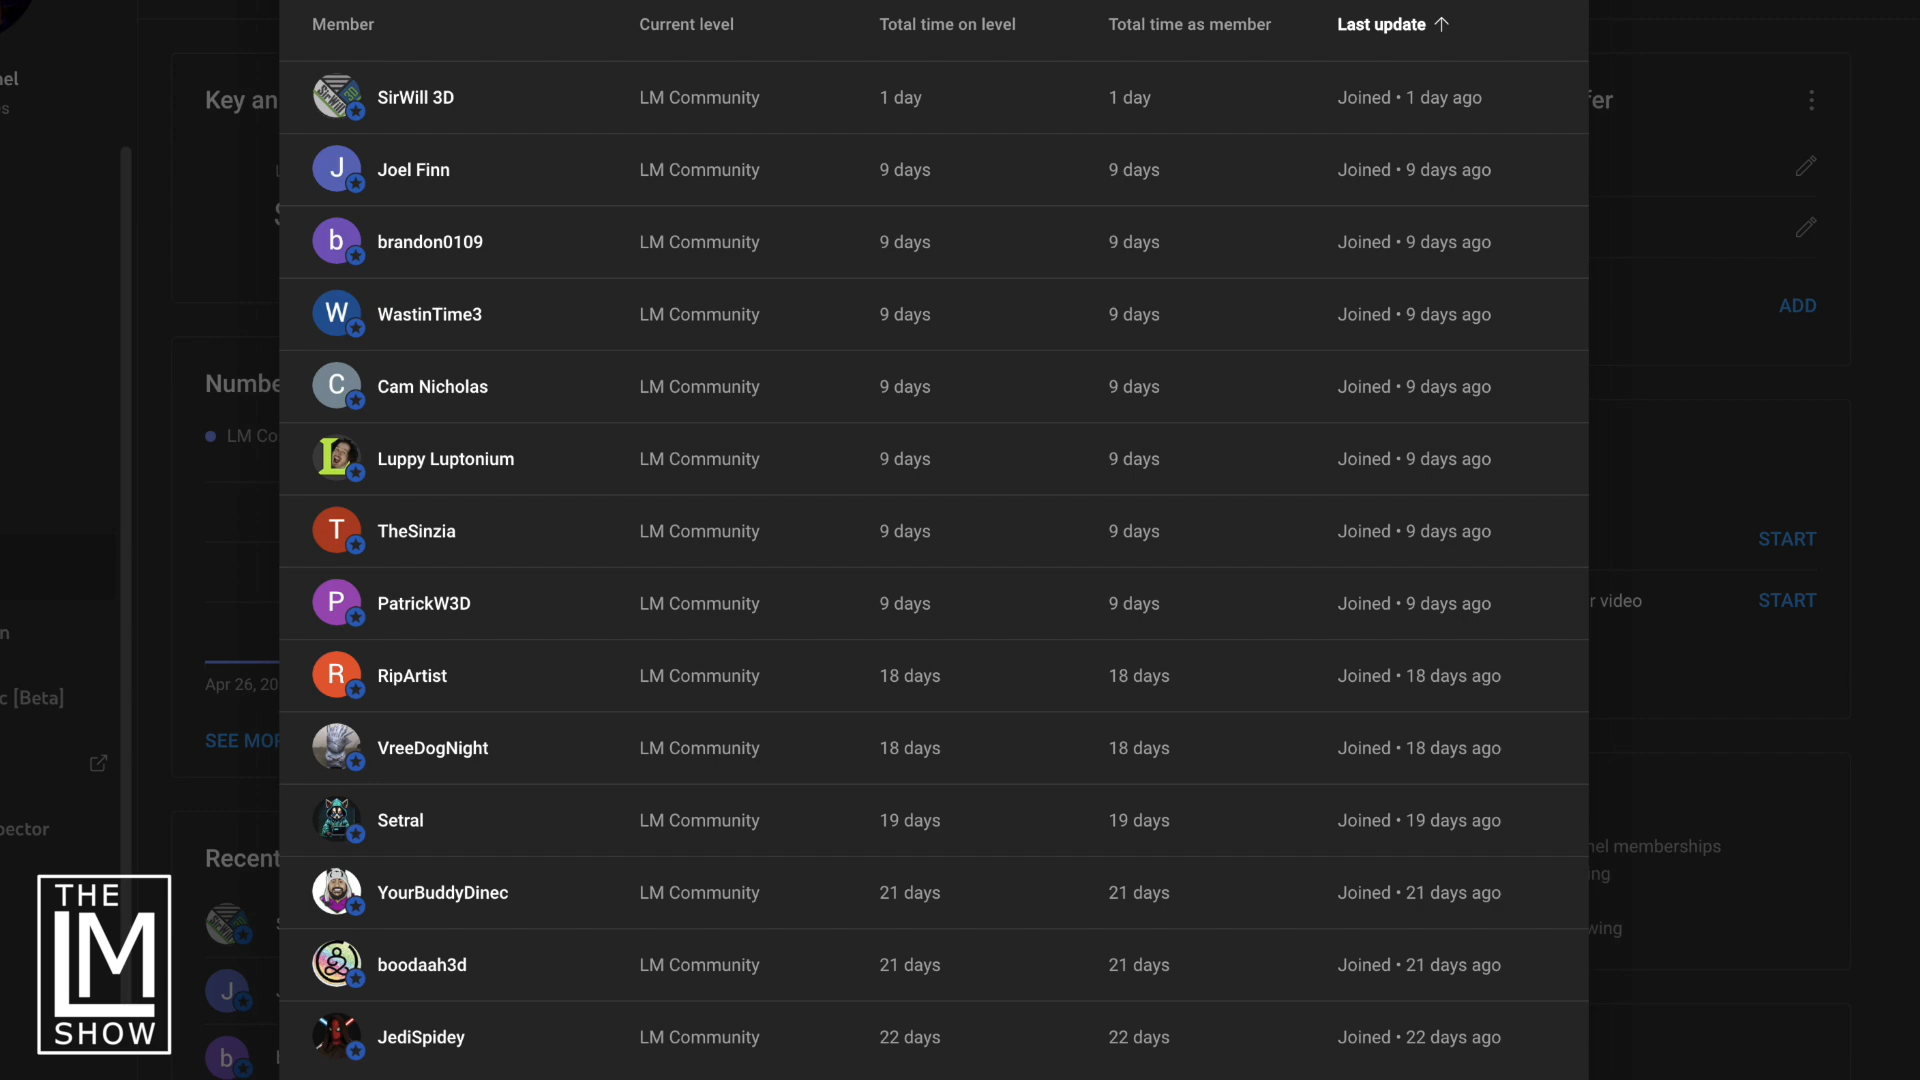 Member Current level Total time on level Total time as member Last update
SirWill 3D LM Community 1 day 1 day Joined • 1 day ago
J Joel Finn LM Community 9 days 9 days Joined • 9 days ago
b brandon0109 LM Community 9 days 9 days Joined • 9 days ago
W WastinTime3 LM Community 9 days 9 days Joined • 9 days ago
C Cam Nicholas LM Community 9 days 9 days Joined • 9 days ago
L Luppy Luptonium LM Community 9 days 9 days Joined • 9 days ago
T TheSinzia LM Community 9 days 9 days Joined • 9 days ago
P PatrickW3D LM Community 9 days 9 days Joined • 9 days ago
R RipArtist LM Community 18 days 18 days Joined • 18 days ago
VreeDogNight LM Community 18 days 18 days Joined • 18 days ago
Setral LM Community 19 days 19 days Joined • 19 days ago
YourBuddyDinec LM Community 21 days 21 days Joined • 21 days ago
boodaah3d LM Community 21 days 21 days Joined • 21 days ago
JediSpidey LM Community 22 days 22 days Joined • 22 days ago
Key an
Numbe
LM Co
Apr 26, 20
SEE MOR
Recent
J
b
c [Beta]
pector
ADD
START
r video START
nel memberships
THE
LM
SHOW